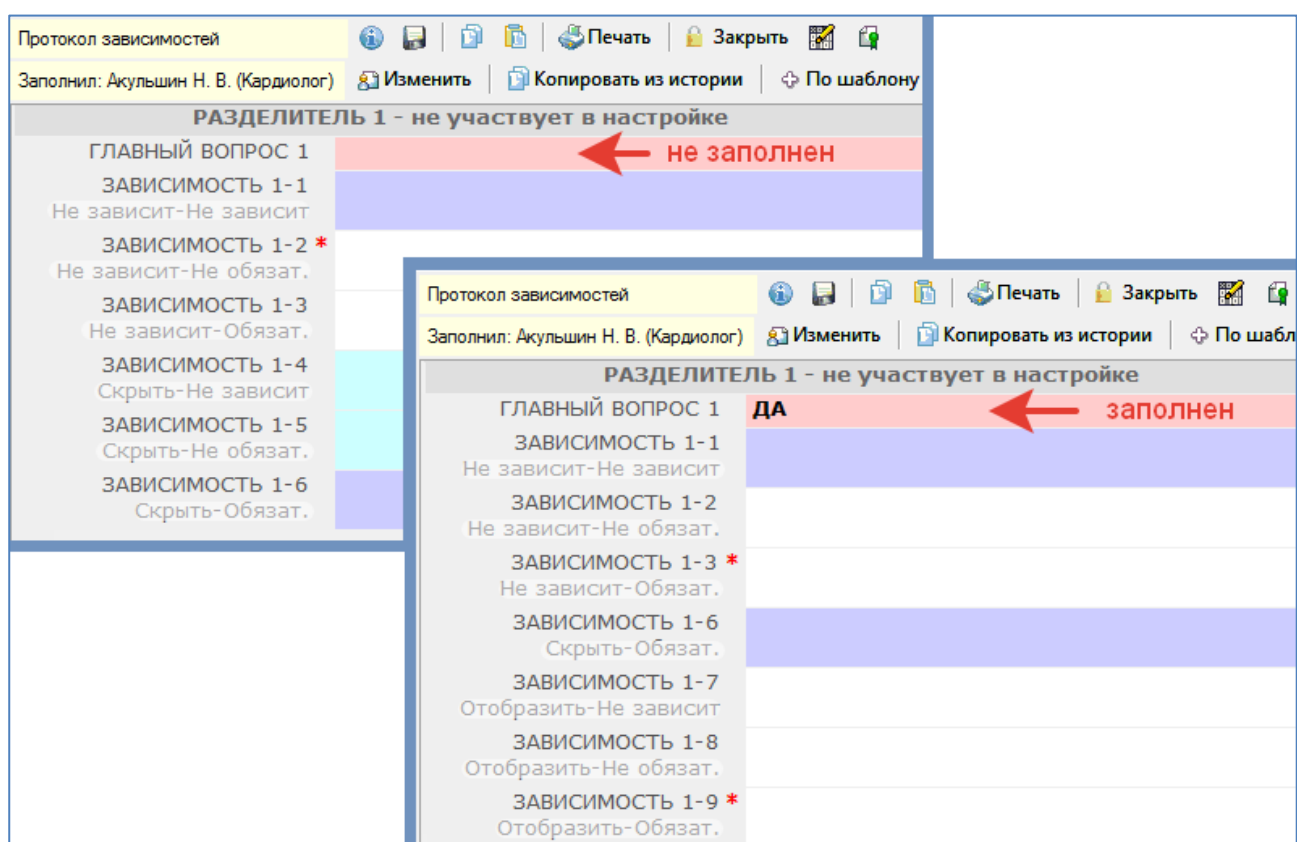 Протокол зависимостей Печать Закрыть
Заполнил: Акульшин Н. В. (Кардиолог) Изменить Копировать из истории По шаблону
РАЗДЕЛИТЕЛЬ 1 - не участвует в настройке
ГЛАВНЫЙ ВОПРОС 1 не заполнен
ЗАВИСИМОСТЬ 1-1
Не зависит-Не зависит
ЗАВИСИМОСТЬ 1-2 *
Не зависит-Не обязат.
ЗАВИСИМОСТЬ 1-3
Не зависит-Обязат.
ЗАВИСИМОСТЬ 1-4
Скрыть-Не зависит
ЗАВИСИМОСТЬ 1-5
Скрыть-Не обязат.
ЗАВИСИМОСТЬ 1-6
Скрыть-Обязат.
Протокол зависимостей Печать Закрыть
Заполнил: Акульшин Н. В. (Кардиолог) Изменить Копировать из истории По шабл
РАЗДЕЛИТЕЛЬ 1 - не участвует в настройке
ГЛАВНЫЙ ВОПРОС 1 ДА заполнен
ЗАВИСИМОСТЬ 1-1
Не зависит-Не зависит
ЗАВИСИМОСТЬ 1-2
Не зависит-Не обязат.
ЗАВИСИМОСТЬ 1-3 *
Не зависит-Обязат.
ЗАВИСИМОСТЬ 1-6
Скрыть-Обязат.
ЗАВИСИМОСТЬ 1-7
Отобразить-Не зависит
ЗАВИСИМОСТЬ 1-8
Отобразить-Не обязат.
ЗАВИСИМОСТЬ 1-9 *
Отобразить-Обязат.